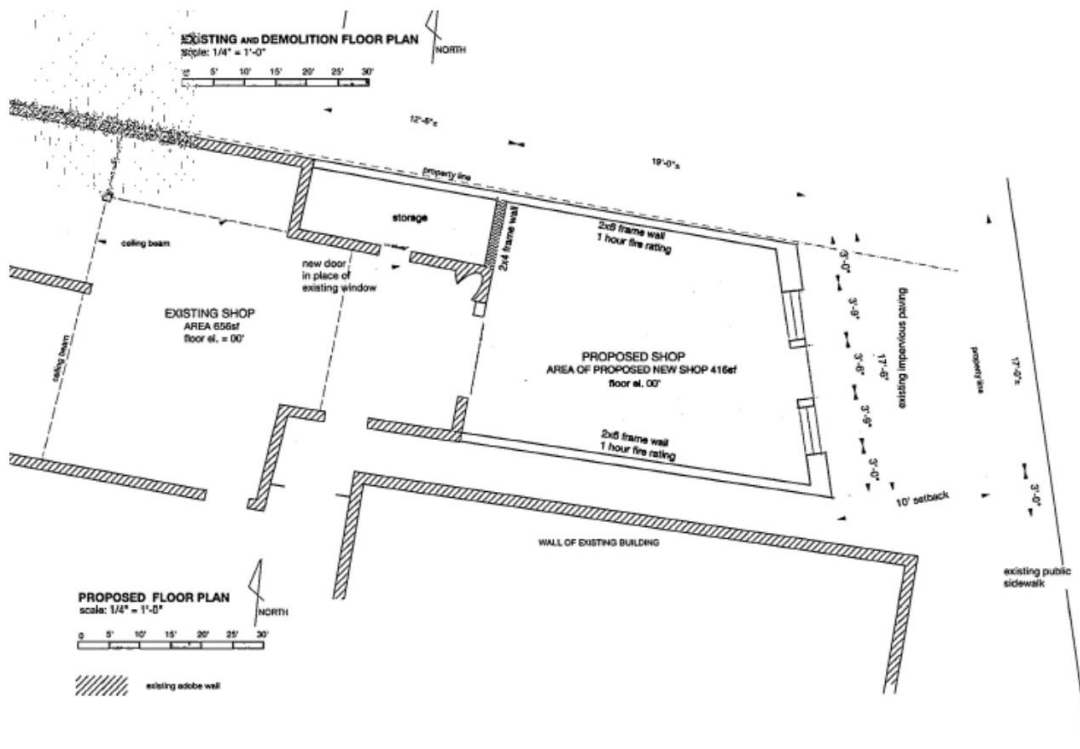 EXISTING AND DEMOLITION FLOOR PLAN
scale: 1/4" = 1'-0"
NORTH
5' 10' 15' 20' 25' 30'
12'-6"±
19'-0"±
property line
storage
2x4 frame wall
2x6 frame wall
1 hour fire rating
ceiling beam
new door
in place of
existing window
EXISTING SHOP
AREA 656sf
floor el. = 00'
ceiling beam
PROPOSED SHOP
AREA OF PROPOSED NEW SHOP 416sf
floor el. 00'
2x6 frame wall
1 hour fire rating
3'-0"
3'-9"
3'-6"
3'-9"
3'-0"
17'-6"
existing impervious paving
property line
17'-0"±
3'-0"
10' setback
WALL OF EXISTING BUILDING
existing public
sidewalk
PROPOSED FLOOR PLAN
scale: 1/4" = 1'-0"
NORTH
0 5' 10' 15' 20' 25' 30'
existing adobe wall